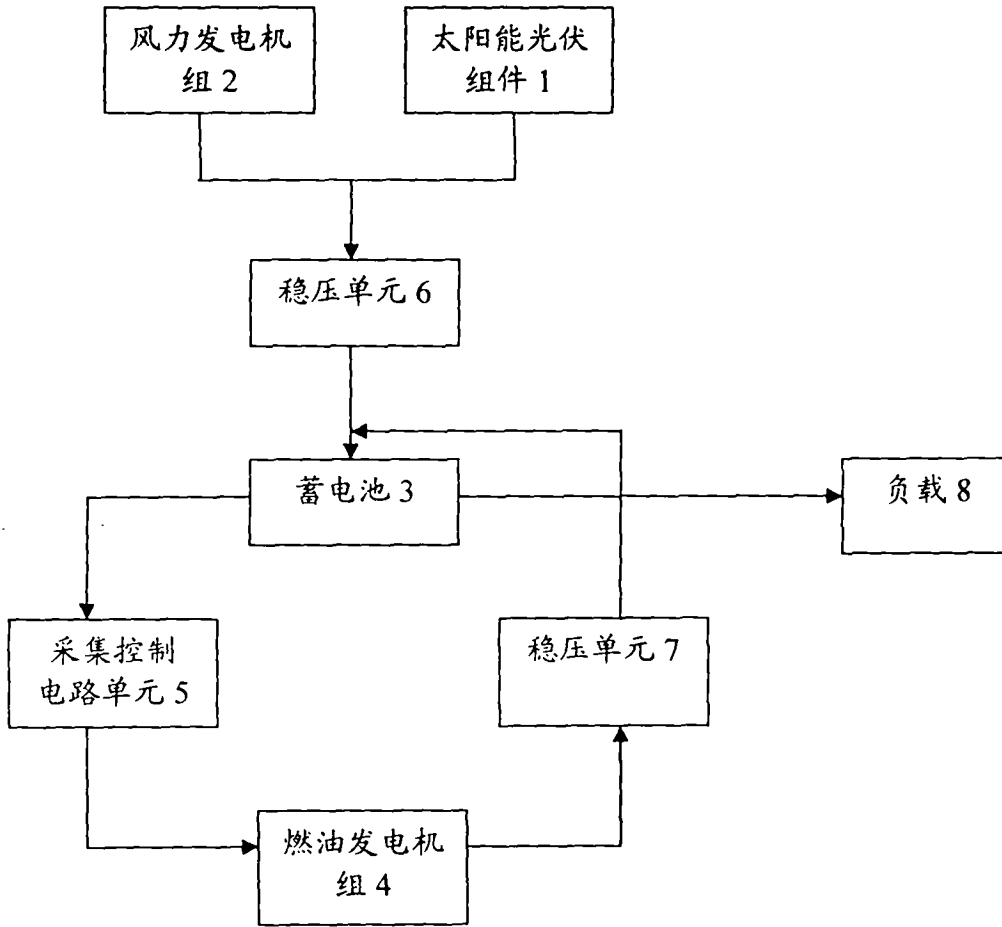 风力发电机
组 2
太阳能光伏
组件 1
稳压单元 6
蓄电池 3
负载 8
采集控制
电路单元 5
稳压单元 7
燃油发电机
组 4